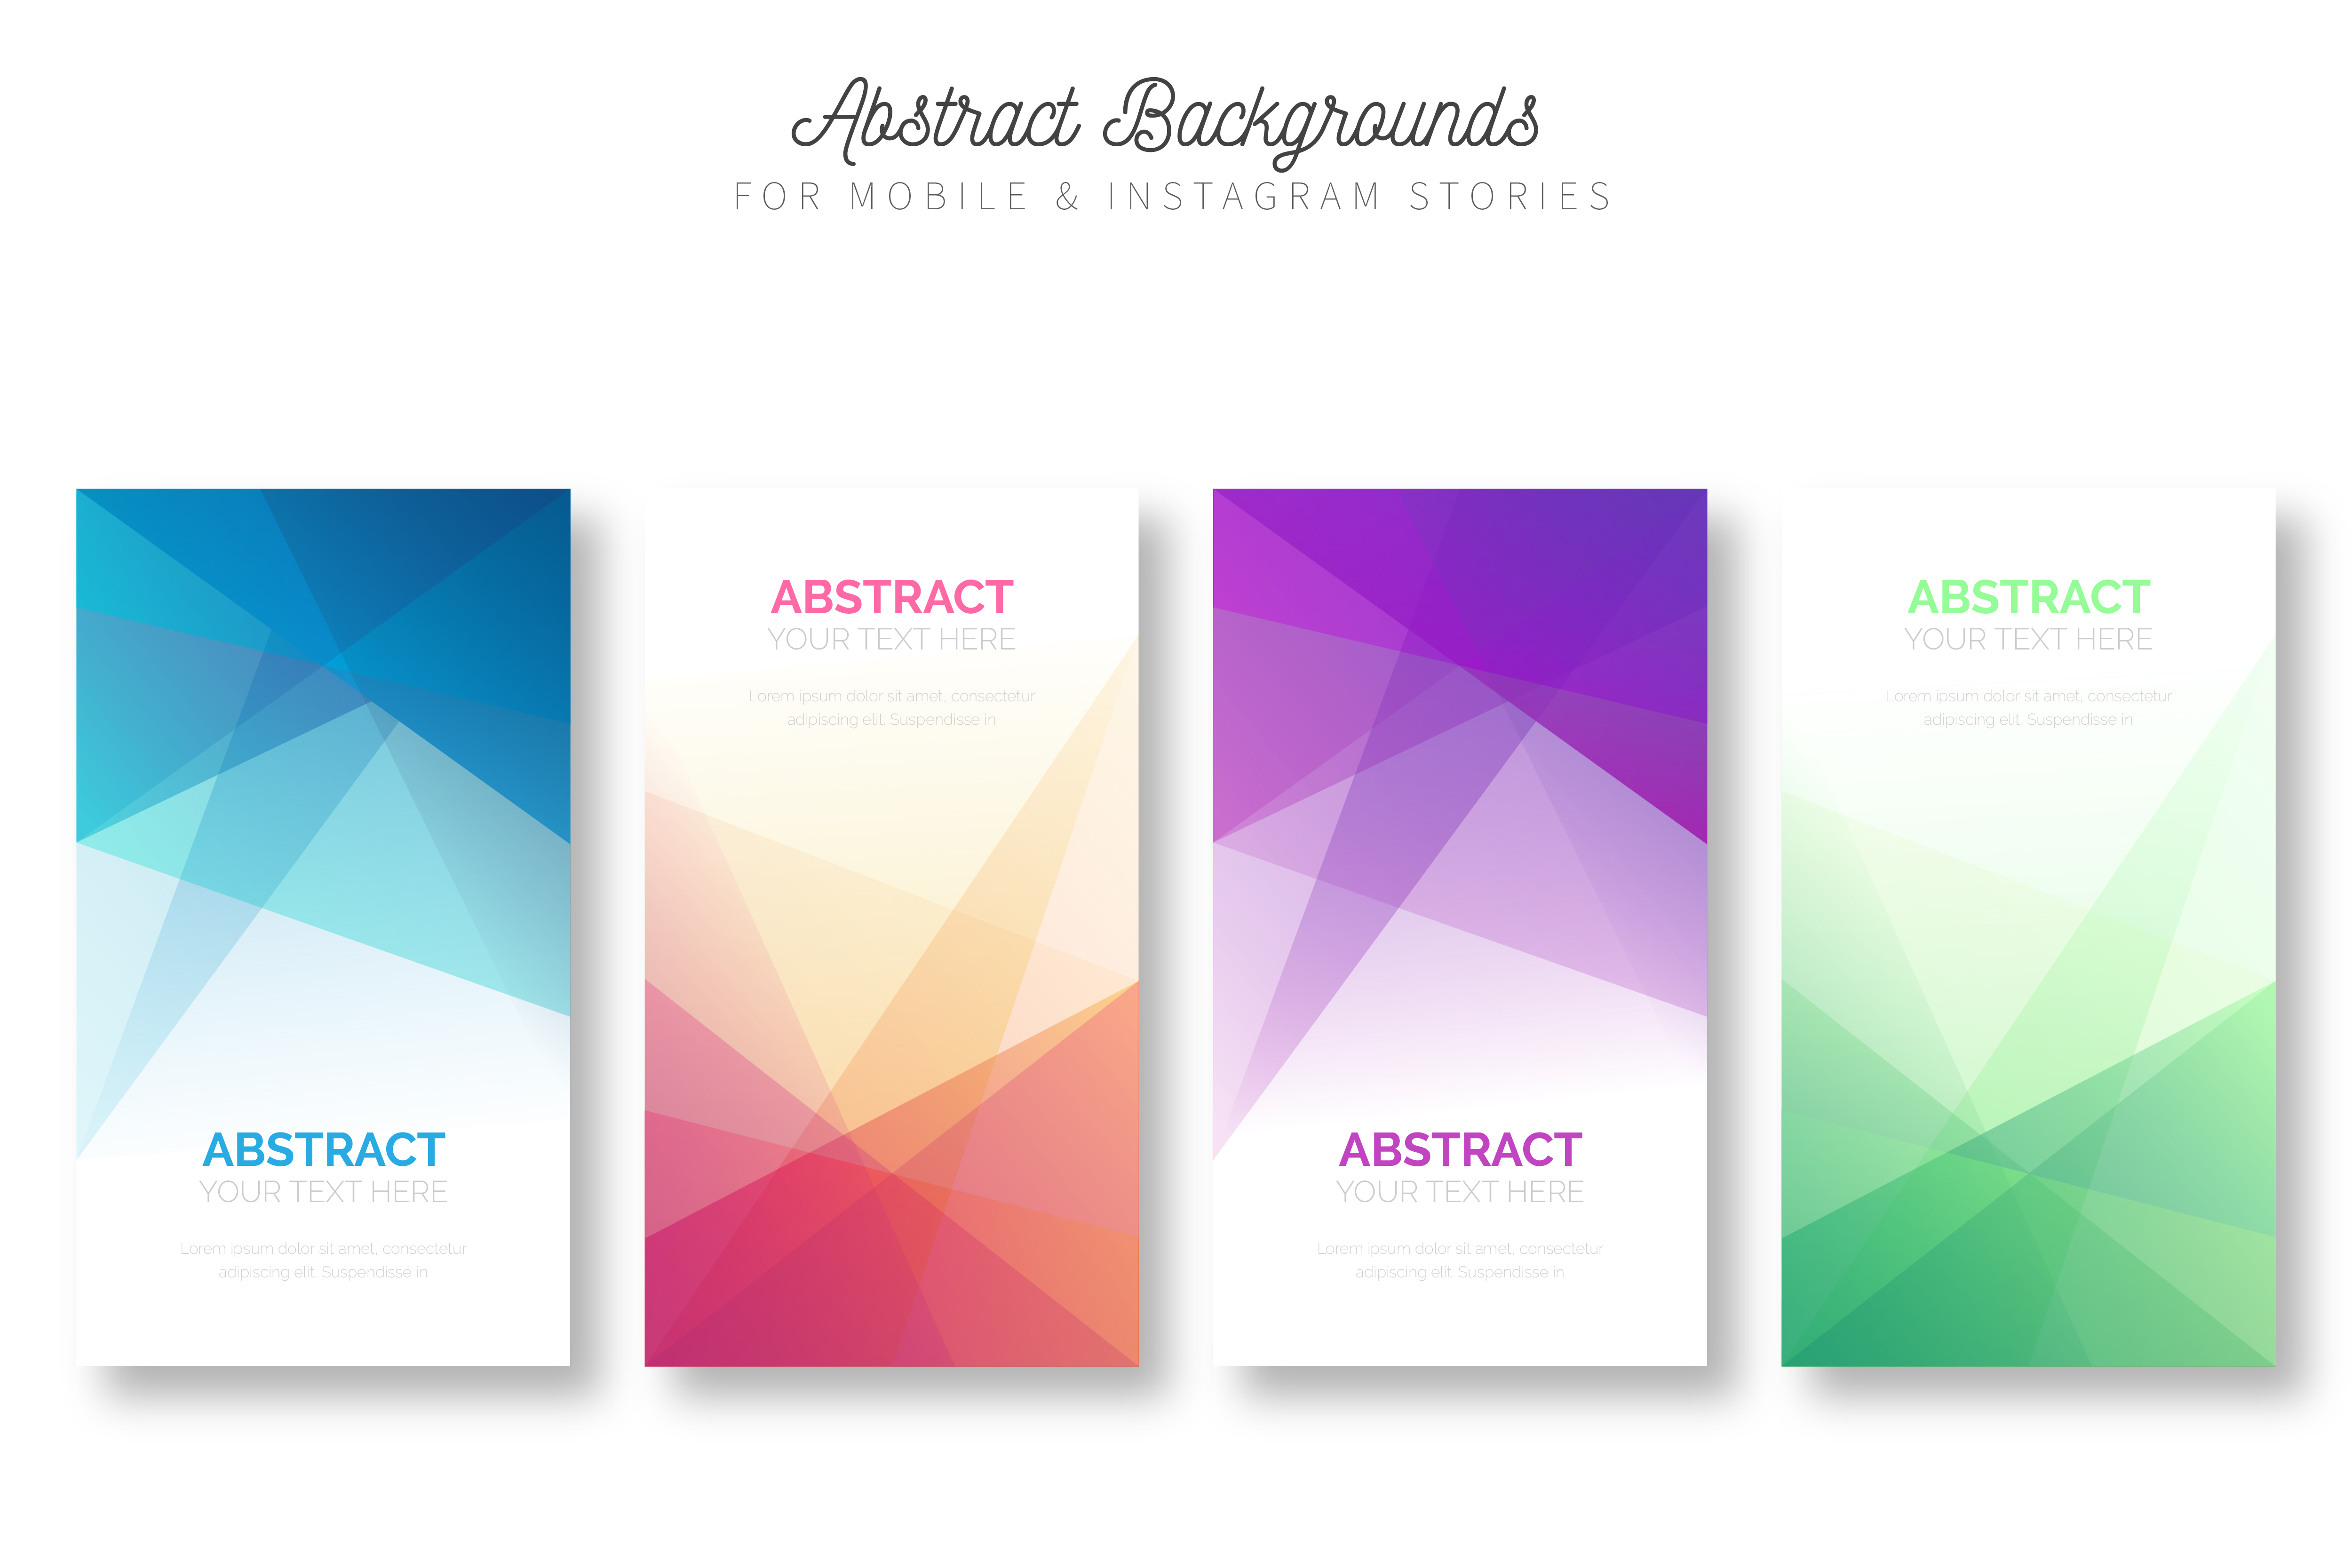 Abstract Backgrounds
FOR MOBILE & INSTAGRAM STORIES
ABSTRACT
YOUR TEXT HERE
Lorem ipsum dolor sit amet, consectetur
adipiscing elit. Suspendisse in
ABSTRACT
YOUR TEXT HERE
Lorem ipsum dolor sit amet, consectetur
adipiscing elit. Suspendisse in
ABSTRACT
YOUR TEXT HERE
Lorem ipsum dolor sit amet, consectetur
adipiscing elit. Suspendisse in
ABSTRACT
YOUR TEXT HERE
Lorem ipsum dolor sit amet, consectetur
adipiscing elit. Suspendisse in